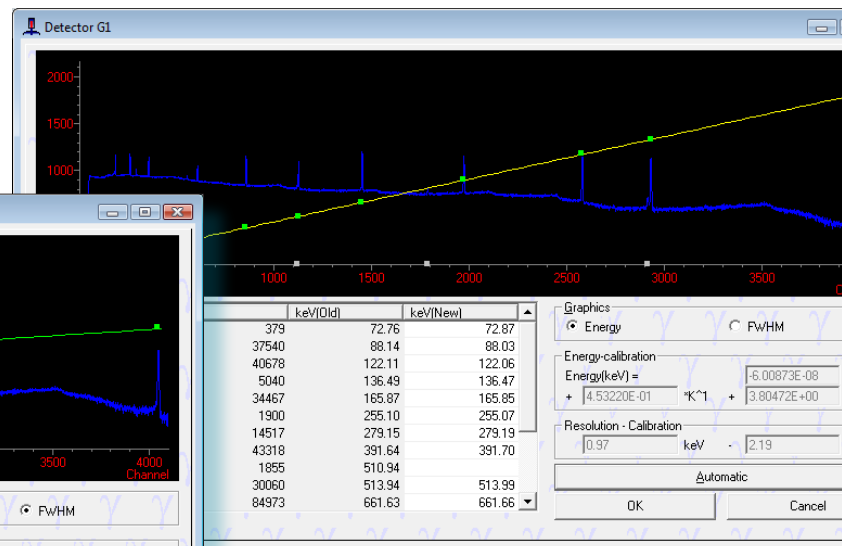 Detector G1
2000
1500
1000
1000 1500 2000 2500 3000 3500
3500 4000
Channel
FWHM
keV(Old) keV(New)
379 72.76 72.87
37540 88.14 88.03
40678 122.11 122.06
5040 136.49 136.47
34467 165.87 165.85
1900 255.10 255.07
14517 279.15 279.19
43318 391.64 391.70
1855 510.94
30060 513.94 513.99
84973 661.63 661.66
Graphics
Energy FWHM
Energy-calibration
Energy(keV) = -6.00873E-08
+ 4.53220E-01 *K^1 + 3.80472E+00
Resolution - Calibration
0.97 keV - 2.19
Automatic
OK Cancel